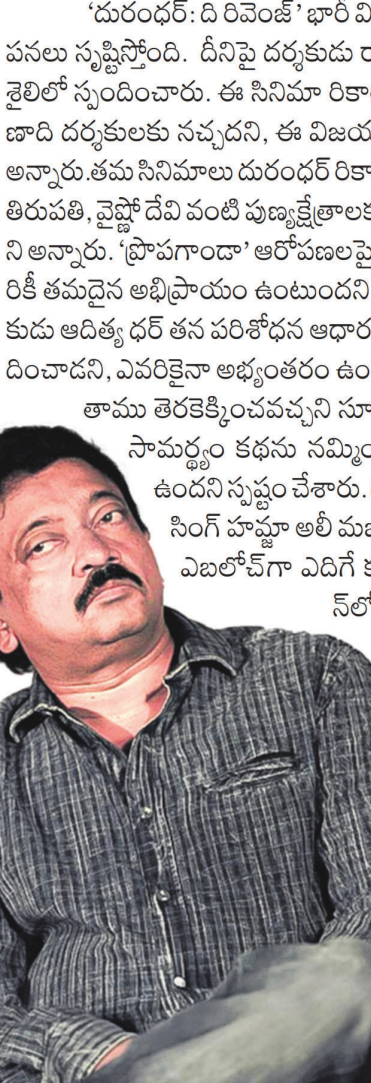 ‘దురంధర్: ది రివెంజ్’ భారీ వి
పనలు సృష్టిస్తోంది. దీనిపై దర్శకుడు ర
శైలిలో స్పందించారు. ఈ సినిమా రికా
ణాది దర్శకులకు నచ్చదని, ఈ విజయ
అన్నారు.తమ సినిమాలు దురంధర్ రికా
తిరుపతి, వైష్ణో దేవి వంటి పుణ్యక్షేత్రాలక
ని అన్నారు. ‘ప్రొపగాండా’ ఆరోపణలపై
రికీ తమదైన అభిప్రాయం ఉంటుందని
కుడు ఆదిత్య ధర్ తన పరిశోధన ఆధార
దించాడని, ఎవరికైనా అభ్యంతరం ఉం
తాము తెరకెక్కించవచ్చని సూ
సామర్థ్యం కథను నమ్మిం
ఉందని స్పష్టం చేశారు.
సింగ్ హమ్జా అలీ మజ
ఎబలోచ్‌గా ఎదిగే క
న్‌లో